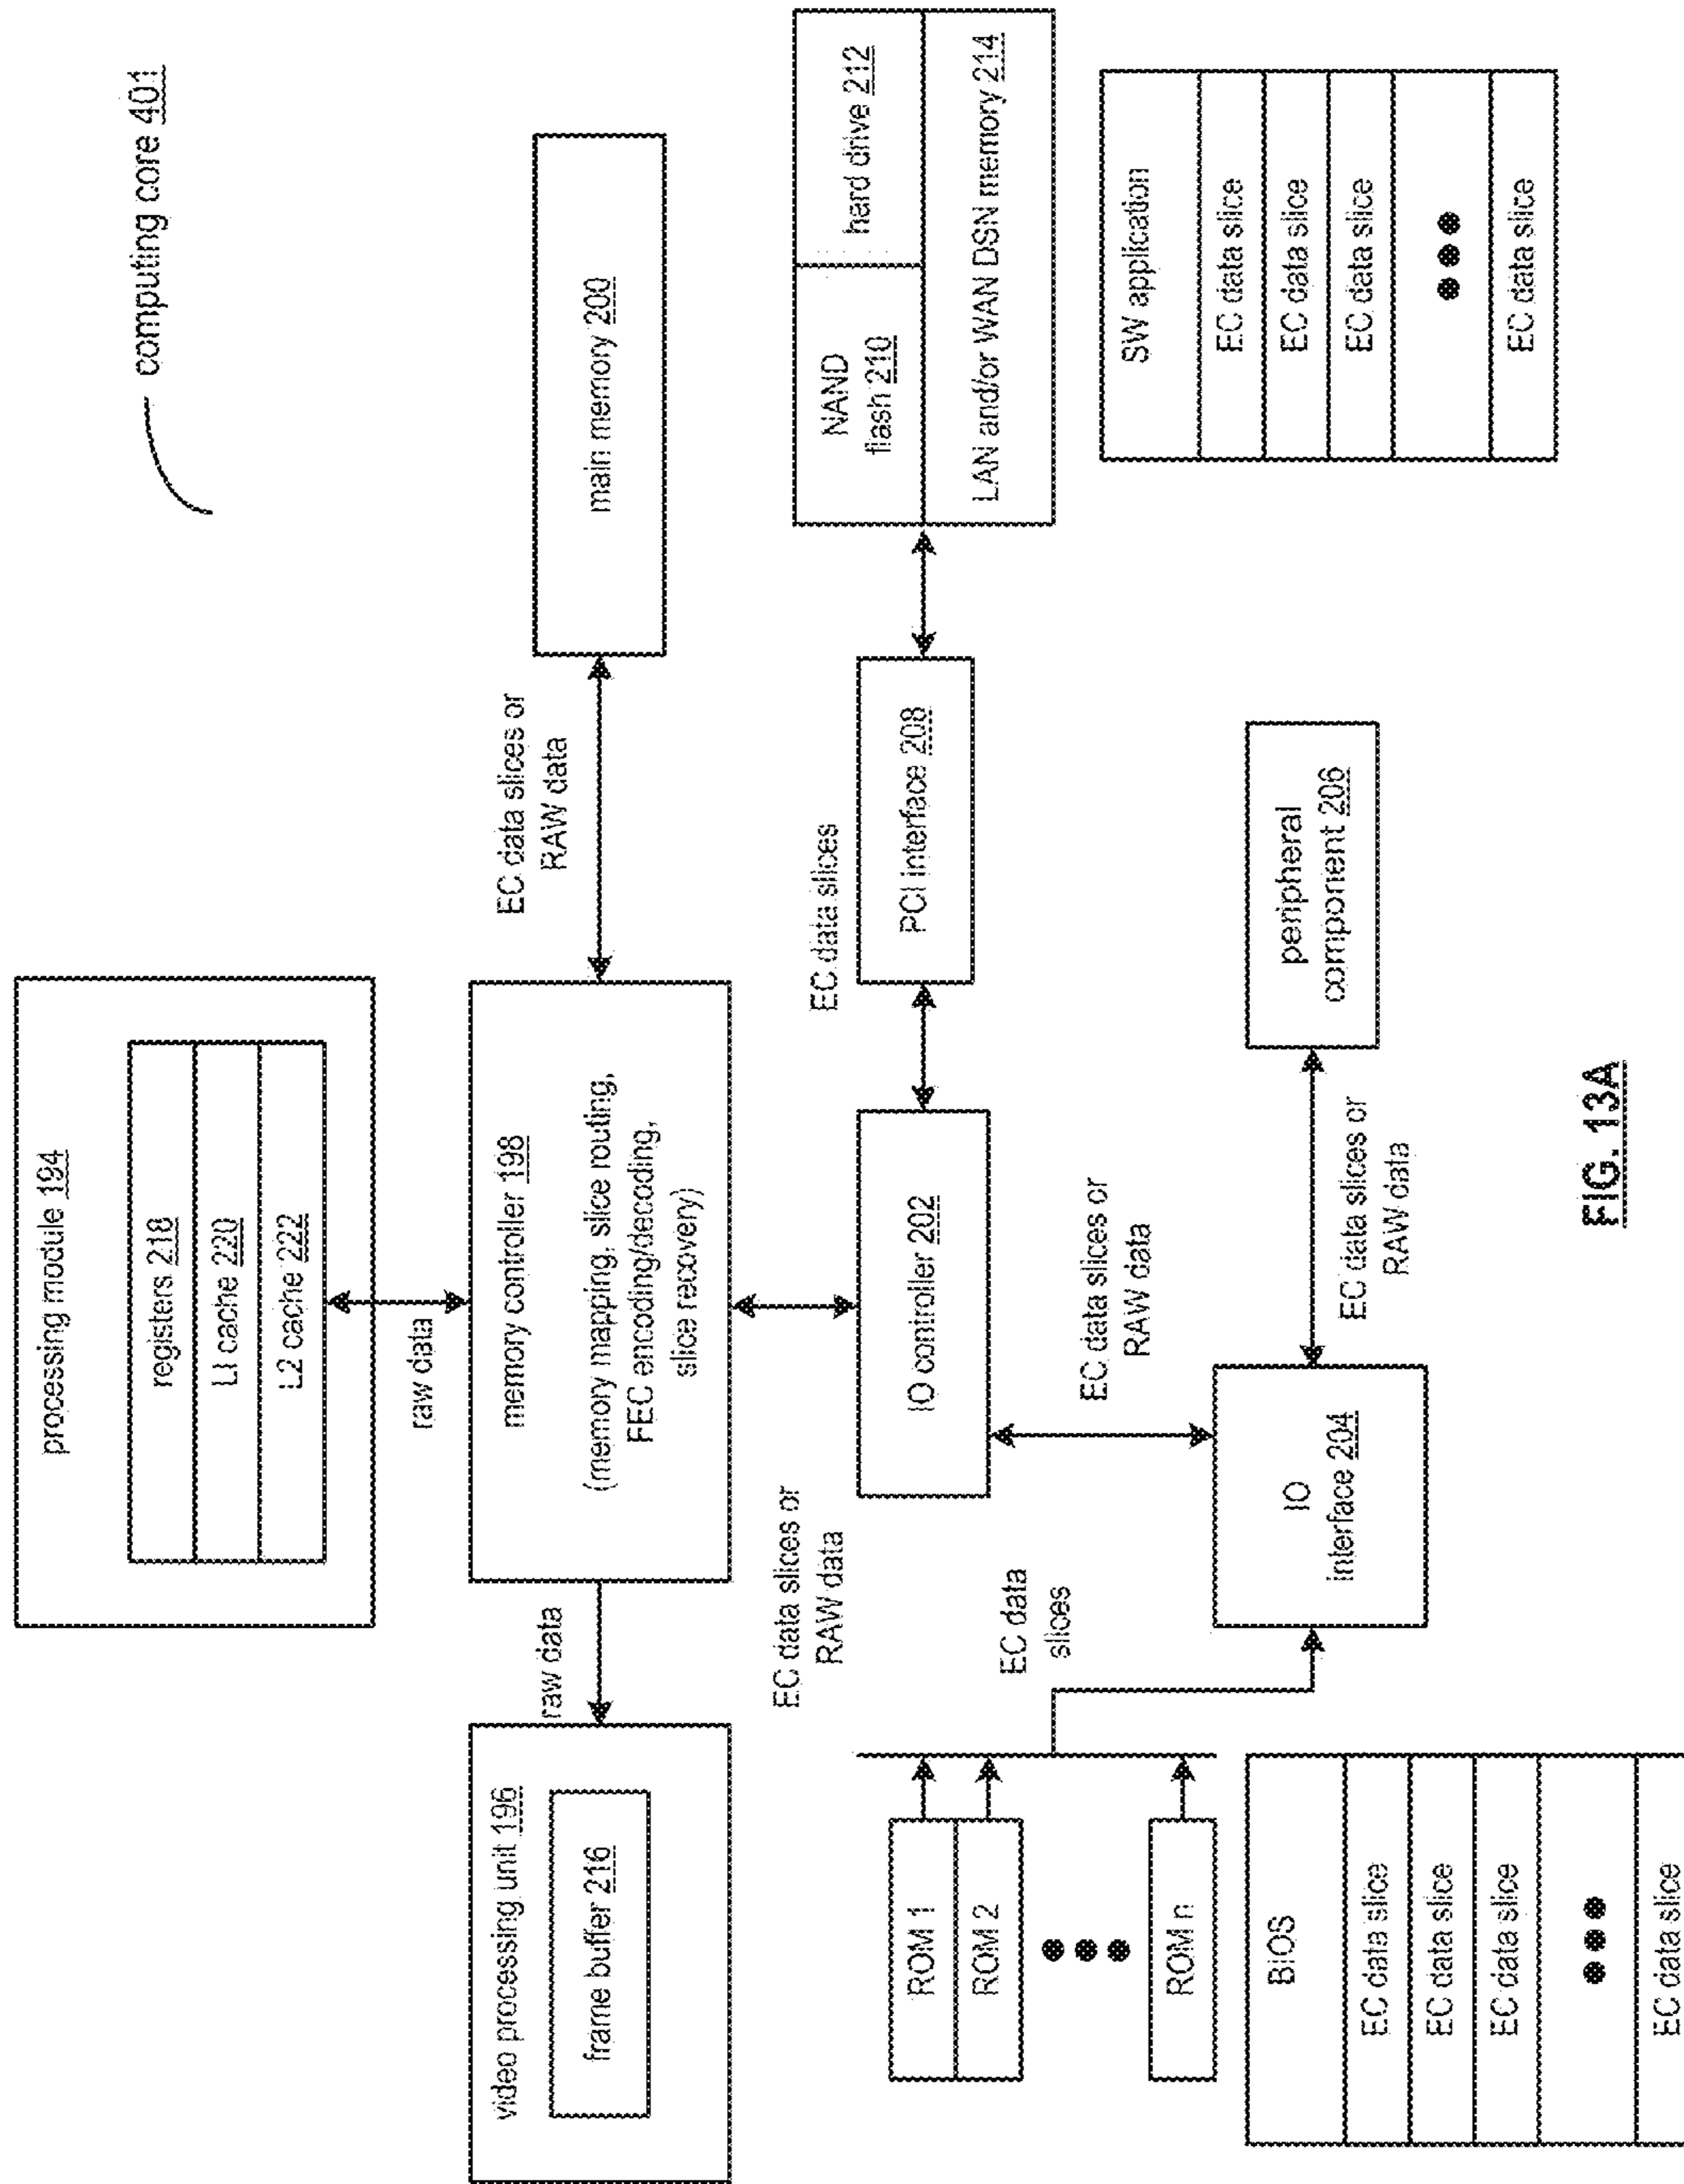 computing core 401
processing module 194
registers 218
L1 cache 220
L2 cache 222
raw data
video processing unit 196
frame buffer 216
raw data
memory controller 198
(memory mapping, slice routing,
FEC encoding/decoding,
slice recovery)
EC data slices or
RAW data
main memory 200
EC data slices or
RAW data
IO controller 202
EC data slices
PCI interface 208
NAND
flash 210
hard drive 212
LAN and/or WAN DSN memory 214
ROM 1
ROM 2
ROM n
EC data
slices
EC data slices or
RAW data
IO
interface 204
EC data slices or
RAW data
peripheral
component 206
SW application
EC data slice
EC data slice
EC data slice
EC data slice
BIOS
EC data slice
EC data slice
EC data slice
EC data slice
FIG. 13A